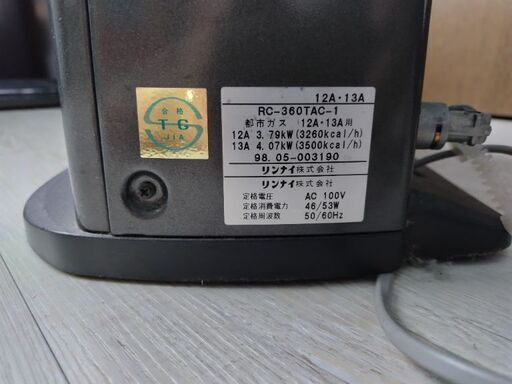 合格
TG
JIA
12A・13A
RC-360TAC-1
都市ガス 12A・13A用
12A 3.79kW(3260kcal/h)
13A 4.07kW(3500kcal/h)
98.05-003190
リンナイ株式会社
リンナイ株式会社
定格電圧 AC 100V
定格消費電力 46/53W
定格周波数 50/60Hz